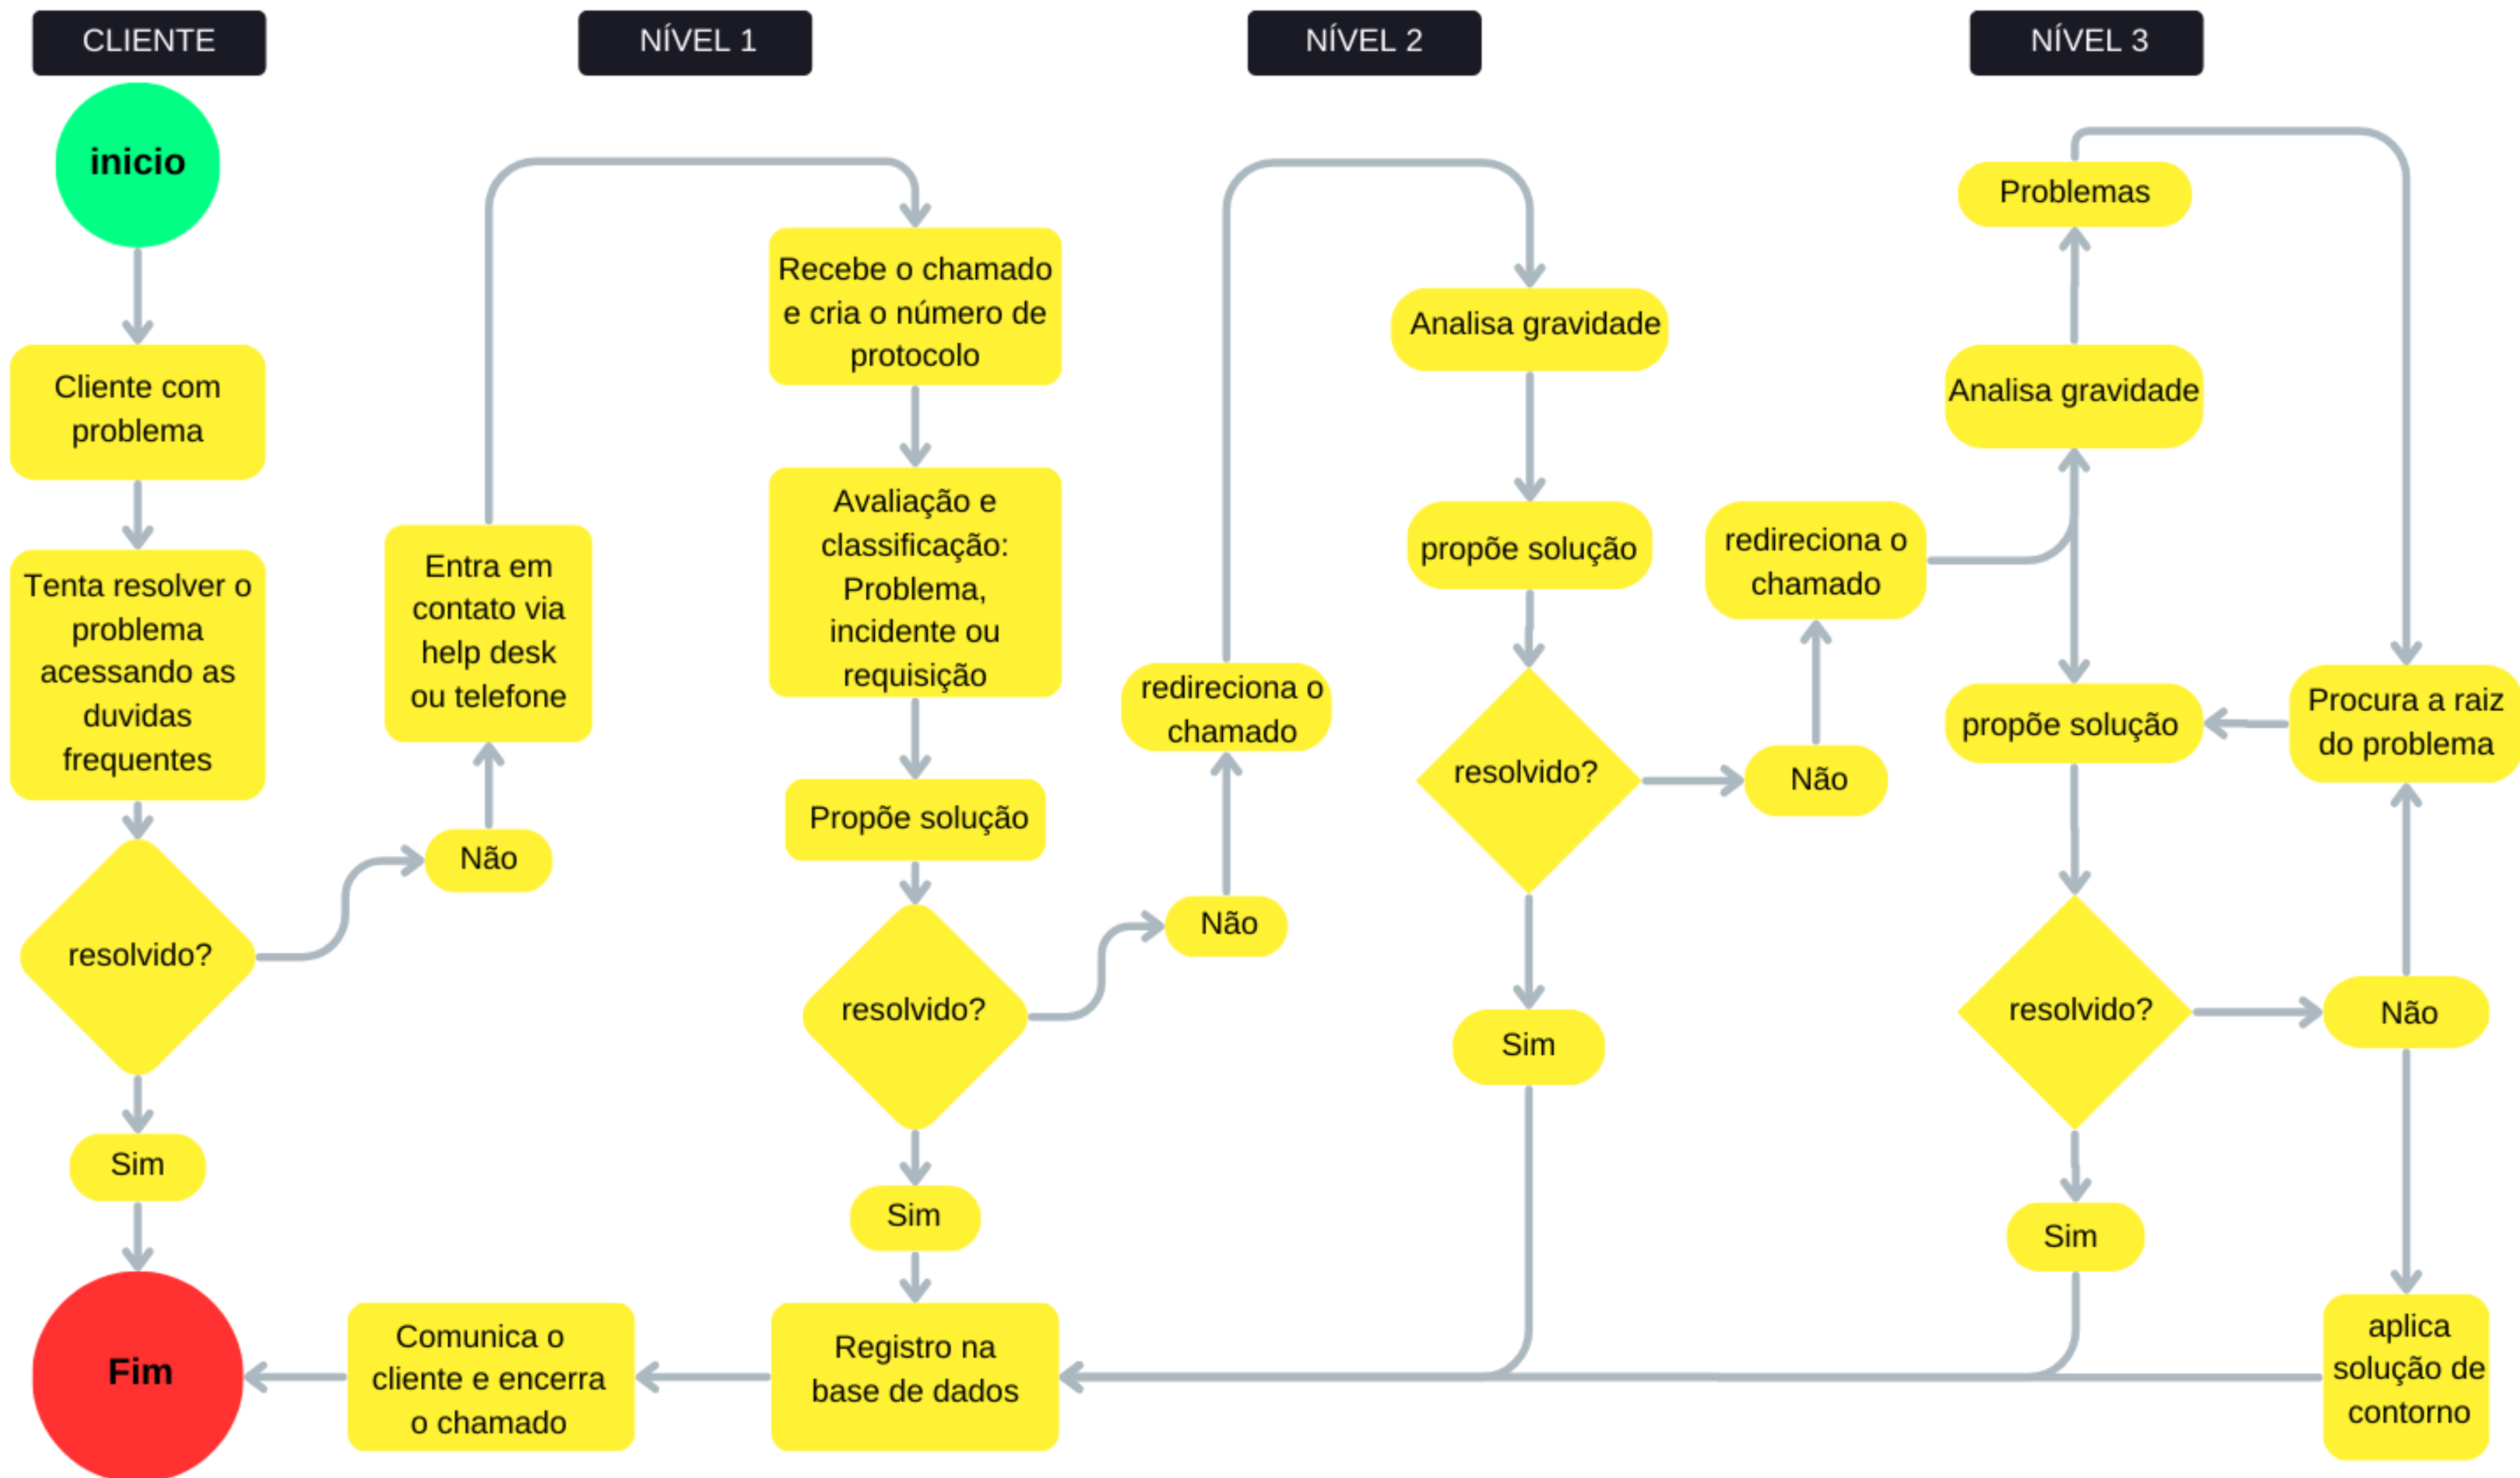 CLIENTE
NÍVEL 1
NÍVEL 2
NÍVEL 3
inicio
Cliente com
problema
Tenta resolver o
problema
acessando as
duvidas
frequentes
resolvido?
Sim
Fim
Não
Entra em
contato via
help desk
ou telefone
Recebe o chamado
e cria o número de
protocolo
Avaliação e
classificação:
Problema,
incidente ou
requisição
Propõe solução
resolvido?
Sim
Registro na
base de dados
Comunica o
cliente e encerra
o chamado
Não
redireciona o
chamado
Analisa gravidade
propõe solução
resolvido?
Sim
Não
redireciona o
chamado
Problemas
Analisa gravidade
propõe solução
resolvido?
Sim
Procura a raiz
do problema
Não
aplica
solução de
contorno